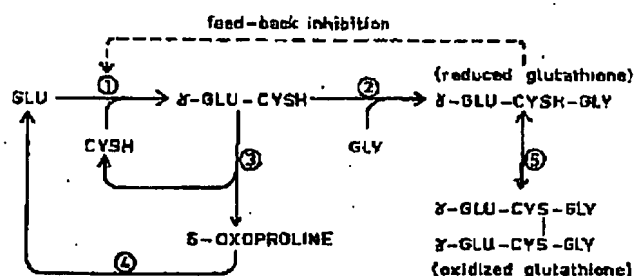 feed-back inhibition
① ②
(reduced glutathione)
GLU ɣ-GLU-CYSH ɣ-GLU-CYSH-GLY
CYSH ③ GLY ⑤
ɣ-GLU-CYS-GLY
5-OXOPROLINE ɣ-GLU-CYS-GLY
④ (oxidized glutathione)